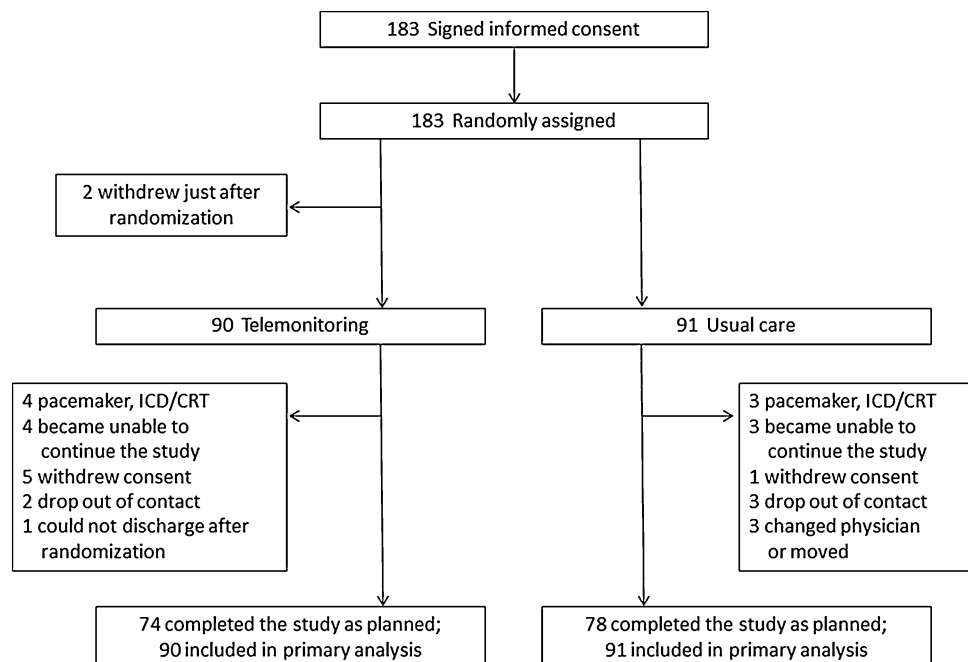 183 Signed informed consent
183 Randomly assigned
2 withdrew just after
randomization
90 Telemonitoring
91 Usual care
4 pacemaker, ICD/CRT
4 became unable to
continue the study
5 withdrew consent
2 drop out of contact
1 could not discharge after
randomization
3 pacemaker, ICD/CRT
3 became unable to
continue the study
1 withdrew consent
3 drop out of contact
3 changed physician
or moved
74 completed the study as planned;
90 included in primary analysis
78 completed the study as planned;
91 included in primary analysis